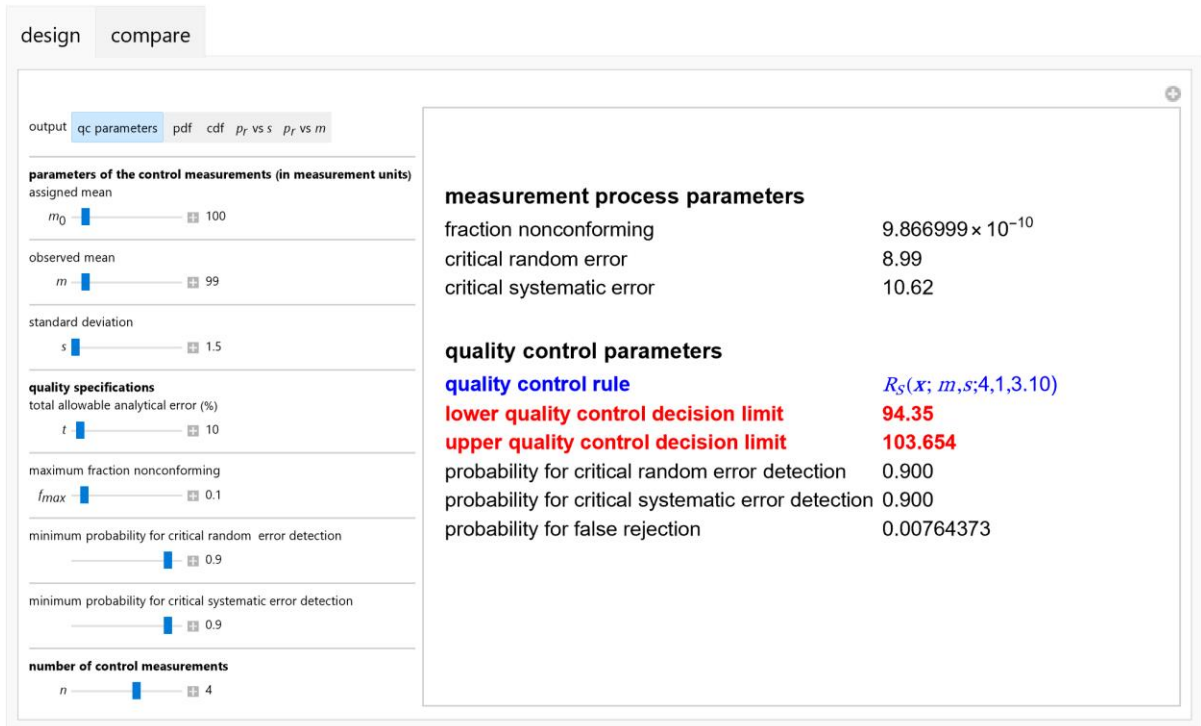 design compare
output qc parameters pdf cdf pᵣ vs s pᵣ vs m
parameters of the control measurements (in measurement units)
assigned mean
m₀ 100
observed mean
m 99
standard deviation
s 1.5
quality specifications
total allowable analytical error (%)
t 10
maximum fraction nonconforming
fmax 0.1
minimum probability for critical random error detection
0.9
minimum probability for critical systematic error detection
0.9
number of control measurements
n 4
measurement process parameters
fraction nonconforming 9.866999 × 10⁻¹⁰
critical random error 8.99
critical systematic error 10.62
quality control parameters
quality control rule R_S(x; m,s;4,1,3.10)
lower quality control decision limit 94.35
upper quality control decision limit 103.654
probability for critical random error detection 0.900
probability for critical systematic error detection 0.900
probability for false rejection 0.00764373